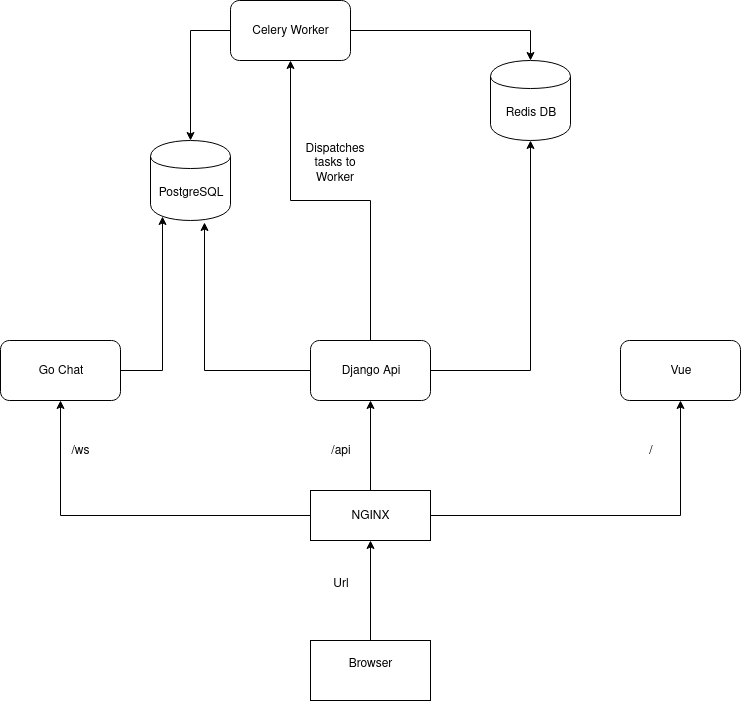 Celery Worker
Redis DB
Dispatches
tasks to
Worker
PostgreSQL
Go Chat
Django Api
Vue
/ws
/api
/
NGINX
Url
Browser